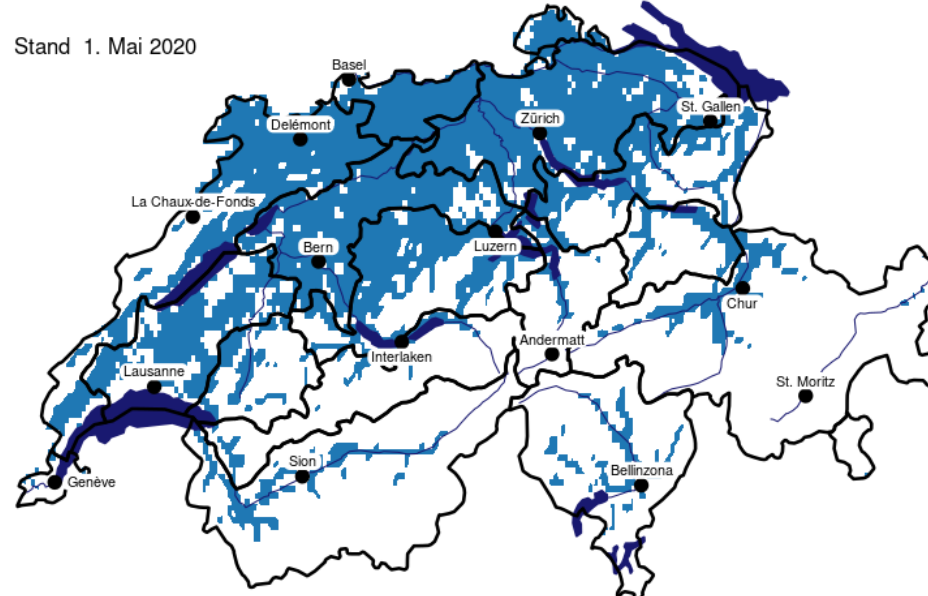 Stand 1. Mai 2020
Basel
St. Gallen
Zürich
Delémont
La Chaux-de-Fonds
Luzern
Bern
Chur
Andermatt
Interlaken
Lausanne
St. Moritz
Sion
Bellinzona
Genève